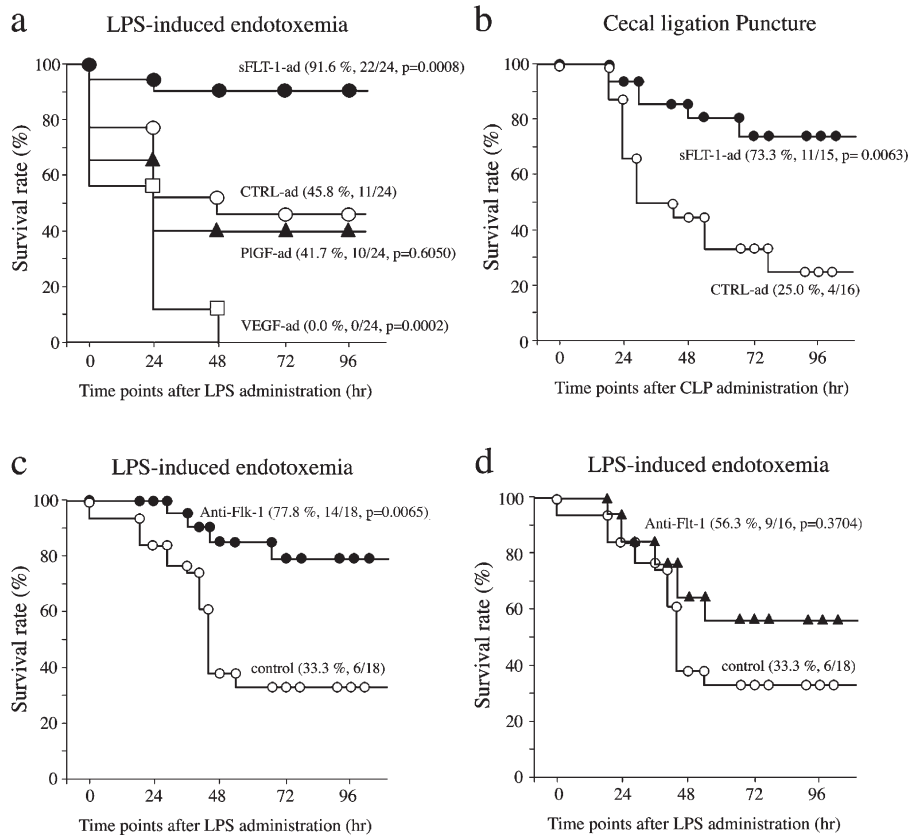 a
LPS-induced endotoxemia
100
80
60
40
20
0
Survival rate (%)
sFLT-1-ad (91.6 %, 22/24, p=0.0008)
CTRL-ad (45.8 %, 11/24)
PlGF-ad (41.7 %, 10/24, p=0.6050)
VEGF-ad (0.0 %, 0/24, p=0.0002)
0 24 48 72 96
Time points after LPS administration (hr)
b
Cecal ligation Puncture
100
80
60
40
20
0
Survival rate (%)
sFLT-1-ad (73.3 %, 11/15, p= 0.0063)
CTRL-ad (25.0 %, 4/16)
0 24 48 72 96
Time points after CLP administration (hr)
c
LPS-induced endotoxemia
100
80
60
40
20
0
Survival rate (%)
Anti-Flk-1 (77.8 %, 14/18, p=0.0065)
control (33.3 %, 6/18)
0 24 48 72 96
Time points after LPS administration (hr)
d
LPS-induced endotoxemia
100
80
60
40
20
0
Survival rate (%)
Anti-Flt-1 (56.3 %, 9/16, p=0.3704)
control (33.3 %, 6/18)
0 24 48 72 96
Time points after LPS administration (hr)